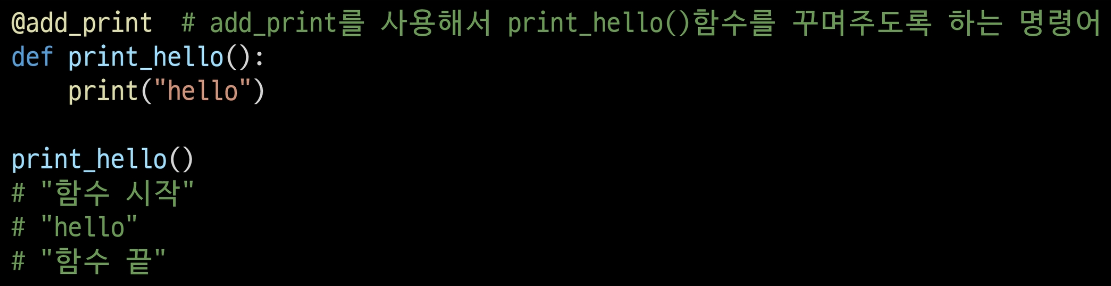 @add_print  # add_print를 사용해서 print_hello()함수를 꾸며주도록 하는 명령어
def print_hello():
    print("hello")

print_hello()
# "함수 시작"
# "hello"
# "함수 끝"